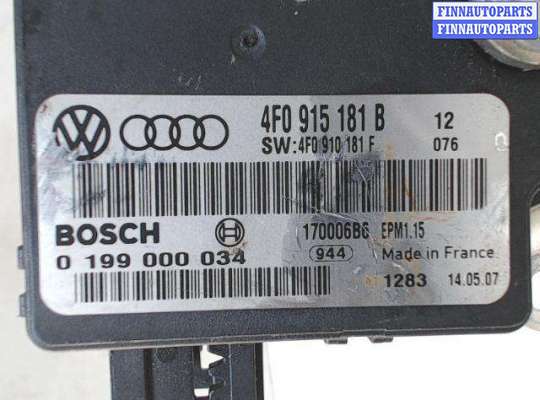 FINNAUTOPARTS
FINNAUTOPARTS
4F0 915 181 B 12
SW:4F0 910 181 F 076
BOSCH 170006BG EPM1.15
0 199 000 034 944 Made in France
1283 14.05.07